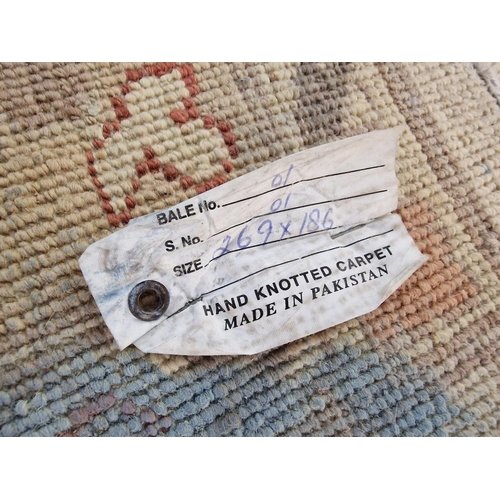 BALE No. 01
S. No. 01
SIZE 269 x 186
HAND KNOTTED CARPET
MADE IN PAKISTAN